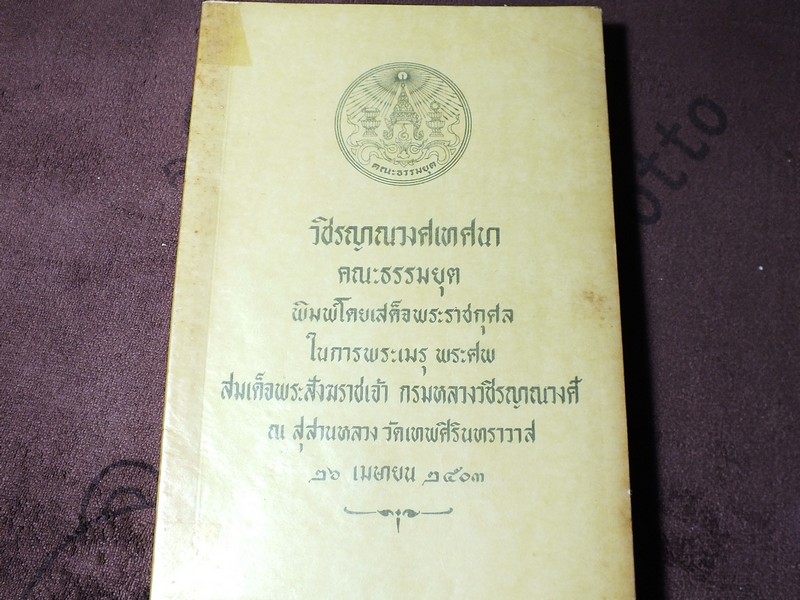 คณะธรรมยุต
วชิรญาณวงศเทศนา
คณะธรรมยุต
พิมพ์โดยเสด็จพระราชกุศล
ในการพระเมรุ พระศพ
สมเด็จพระสังฆราชเจ้า กรมหลวงวชิรญาณวงศ์
ณ สุสานหลวง วัดเทพศิรินทราวาส
๒๖ เมษายน ๒๕๐๓
otto